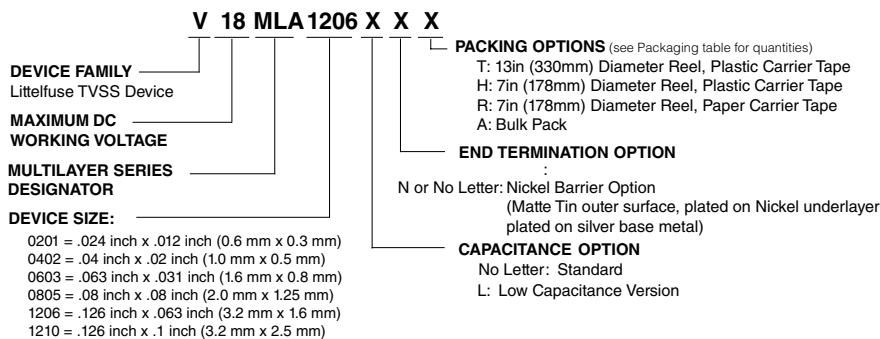 V 18 MLA 1206 X X X
DEVICE FAMILY
Littelfuse TVSS Device
MAXIMUM DC
WORKING VOLTAGE
MULTILAYER SERIES
DESIGNATOR
DEVICE SIZE:
0201 = .024 inch x .012 inch (0.6 mm x 0.3 mm)
0402 = .04 inch x .02 inch (1.0 mm x 0.5 mm)
0603 = .063 inch x .031 inch (1.6 mm x 0.8 mm)
0805 = .08 inch x .08 inch (2.0 mm x 1.25 mm)
1206 = .126 inch x .063 inch (3.2 mm x 1.6 mm)
1210 = .126 inch x .1 inch (3.2 mm x 2.5 mm)
PACKING OPTIONS (see Packaging table for quantities)
T: 13in (330mm) Diameter Reel, Plastic Carrier Tape
H: 7in (178mm) Diameter Reel, Plastic Carrier Tape
R: 7in (178mm) Diameter Reel, Paper Carrier Tape
A: Bulk Pack
END TERMINATION OPTION
:
N or No Letter: Nickel Barrier Option
(Matte Tin outer surface, plated on Nickel underlayer
plated on silver base metal)
CAPACITANCE OPTION
No Letter: Standard
L: Low Capacitance Version